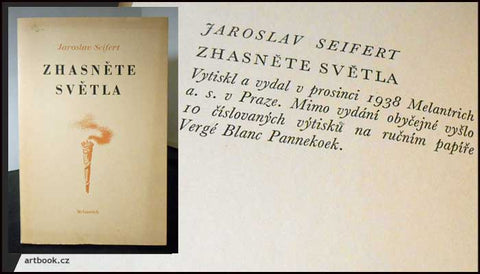 Jaroslav Seifert
ZHASNĚTE
SVĚTLA
Melantrich
artbook.cz
JAROSLAV SEIFERT
ZHASNĚTE SVĚTLA
Vytiskl a vydal v prosinci 1938 Melantrich
a. s. v Praze. Mimo vydání obyčejné vyšlo
10 číslovaných výtisků na ručním papíře
Vergé Blanc Pannekoek.